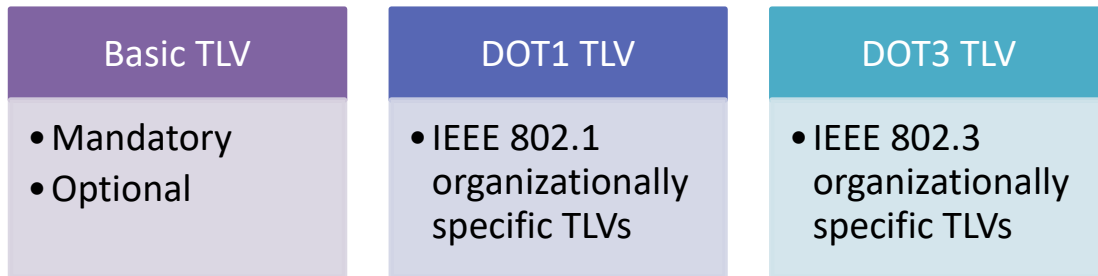 Basic TLV
• Mandatory
• Optional
DOT1 TLV
• IEEE 802.1
organizationally
specific TLVs
DOT3 TLV
• IEEE 802.3
organizationally
specific TLVs